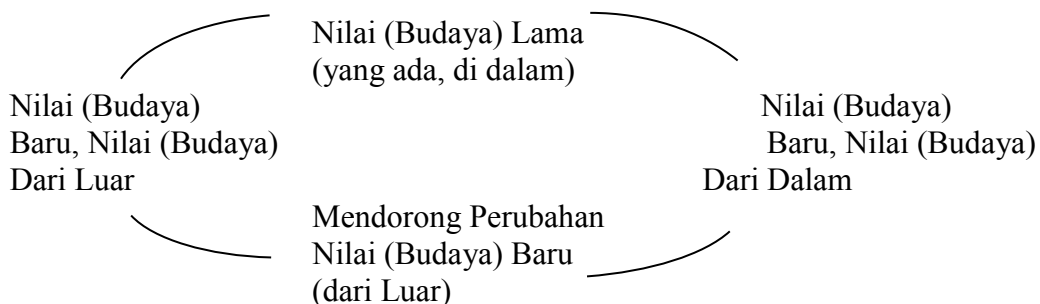 Nilai (Budaya) Lama
(yang ada, di dalam)
Nilai (Budaya)
Baru, Nilai (Budaya)
Dari Luar
Nilai (Budaya)
Baru, Nilai (Budaya)
Dari Dalam
Mendorong Perubahan
Nilai (Budaya) Baru
(dari Luar)